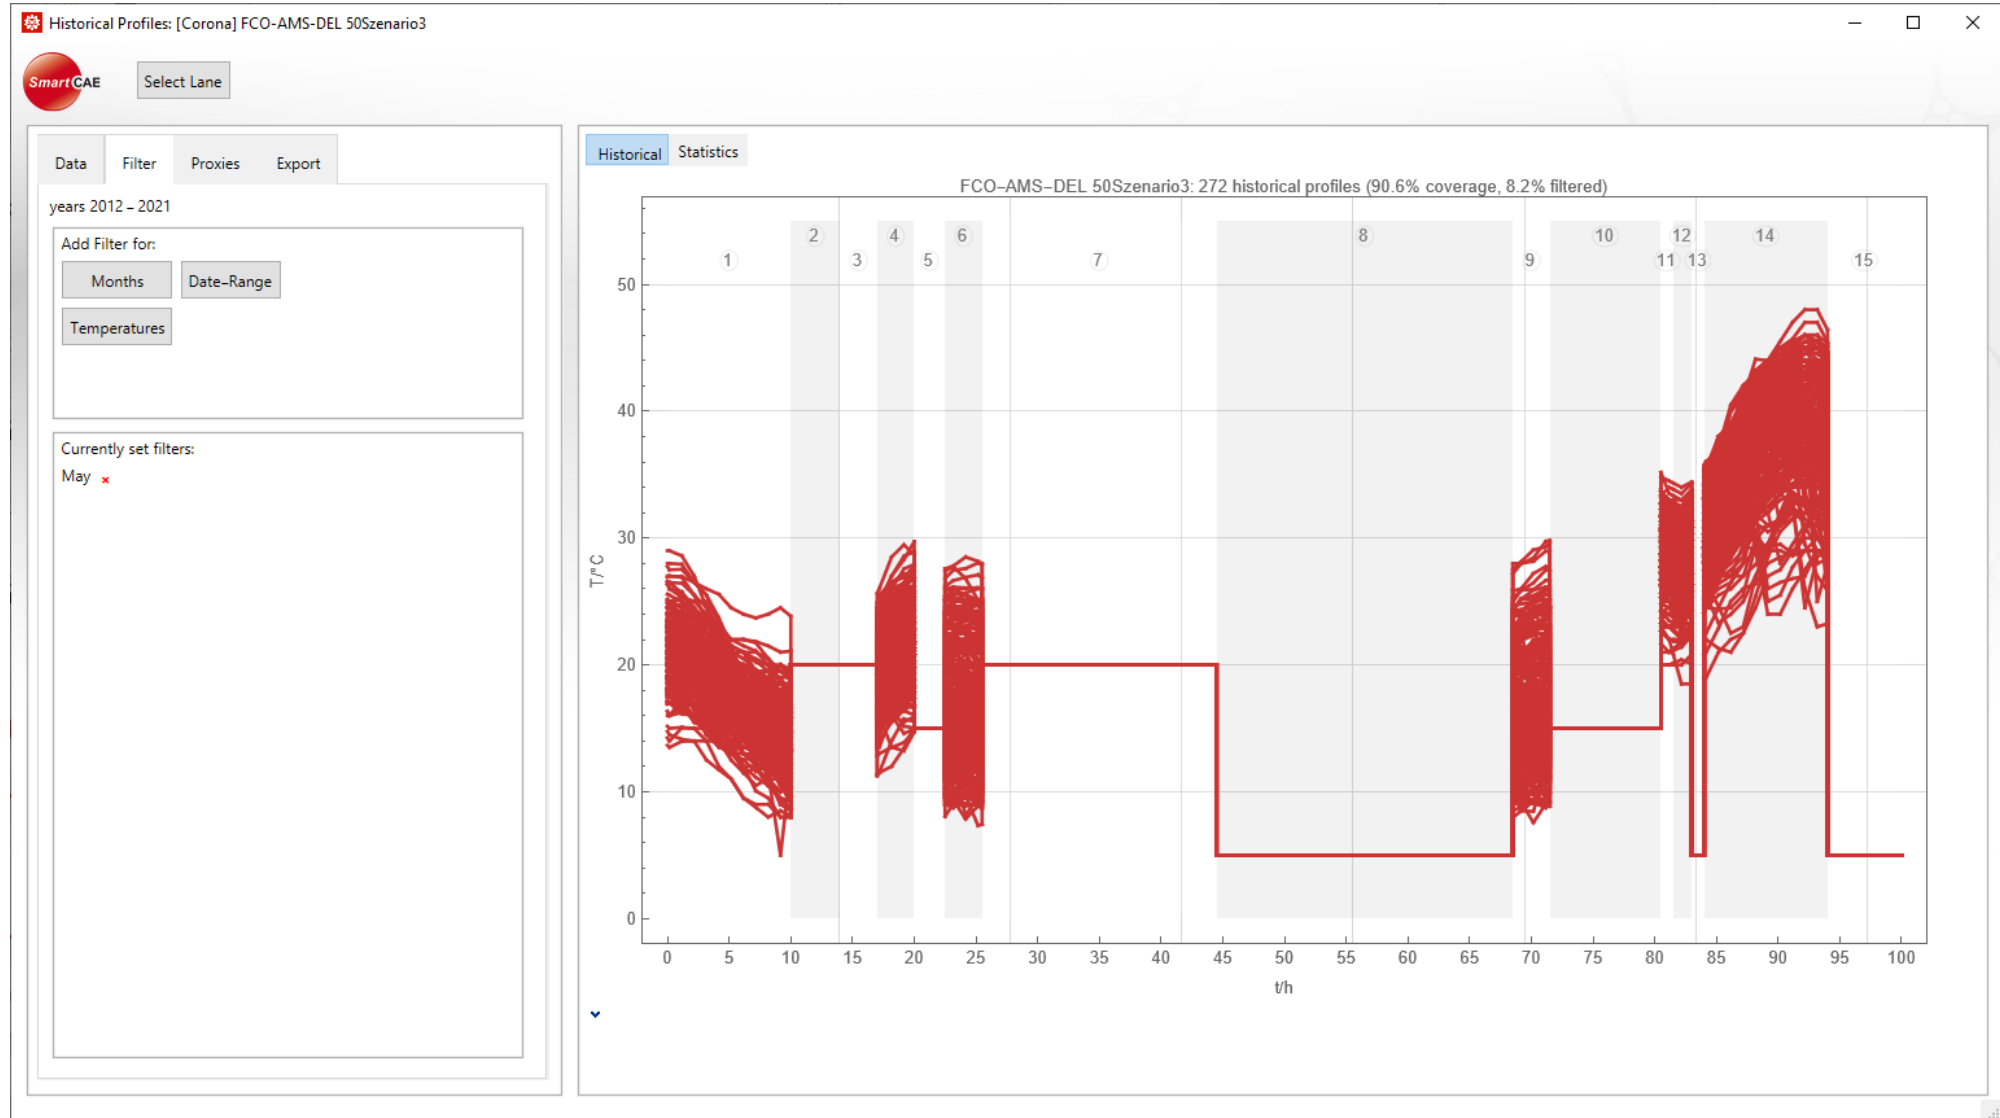 Historical Profiles: [Corona] FCO-AMS-DEL 50Szenario3
SmartCAE
Select Lane
Data Filter Proxies Export
years 2012 – 2021
Add Filter for:
Months Date–Range
Temperatures
Currently set filters:
May ×
Historical Statistics
FCO–AMS–DEL 50Szenario3: 272 historical profiles (90.6% coverage, 8.2% filtered)
2 4 6 8 10 12 14
1 3 5 7 9 11 13 15
50
40
30
20
10
0
T/°C
0 5 10 15 20 25 30 35 40 45 50 55 60 65 70 75 80 85 90 95 100
t/h